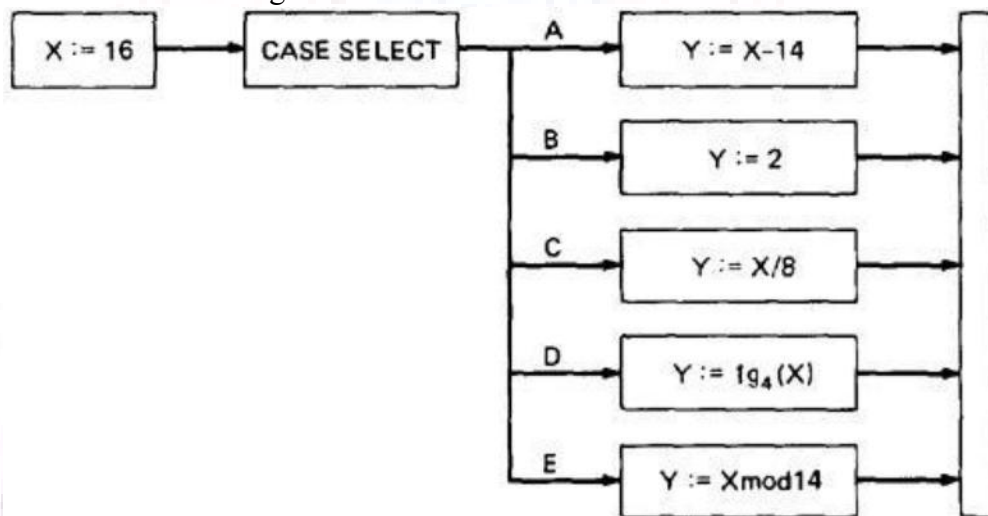 X := 16
CASE SELECT
A
Y := X-14
B
Y := 2
C
Y := X/8
D
Y := lg₄(X)
E
Y := Xmod14